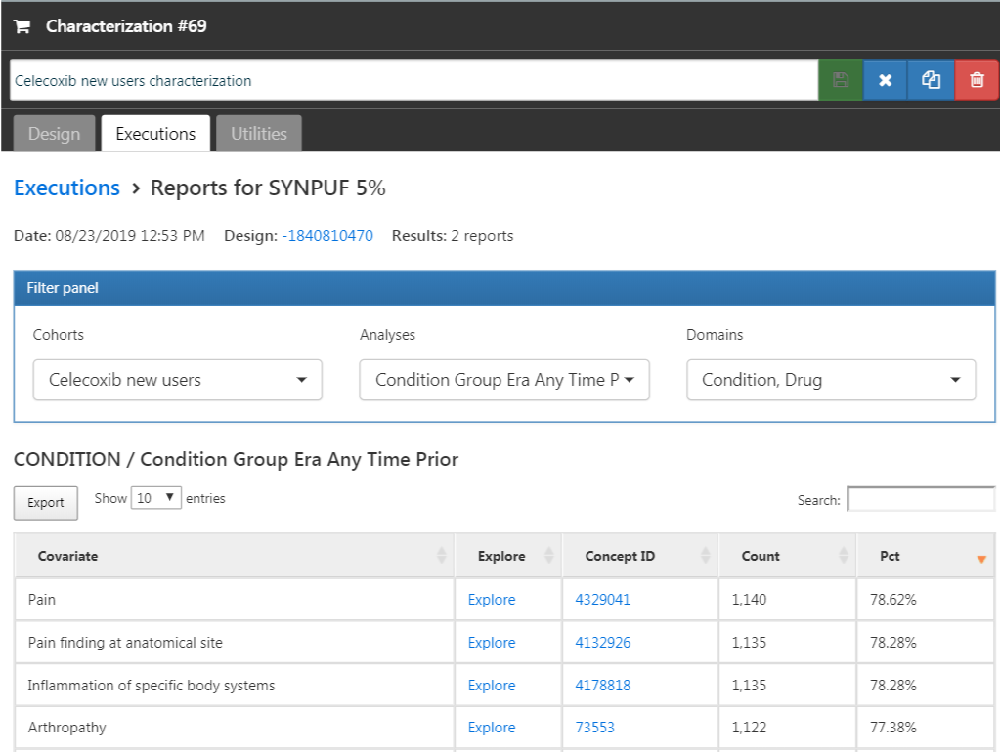 Characterization #69
Celecoxib new users characterization
Design Executions Utilities
Executions › Reports for SYNPUF 5%
Date: 08/23/2019 12:53 PM Design: -1840810470 Results: 2 reports
Filter panel
Cohorts Analyses Domains
Celecoxib new users Condition Group Era Any Time P Condition, Drug
CONDITION / Condition Group Era Any Time Prior
Export Show 10 entries Search:
Covariate Explore Concept ID Count Pct
Pain Explore 4329041 1,140 78.62%
Pain finding at anatomical site Explore 4132926 1,135 78.28%
Inflammation of specific body systems Explore 4178818 1,135 78.28%
Arthropathy Explore 73553 1,122 77.38%